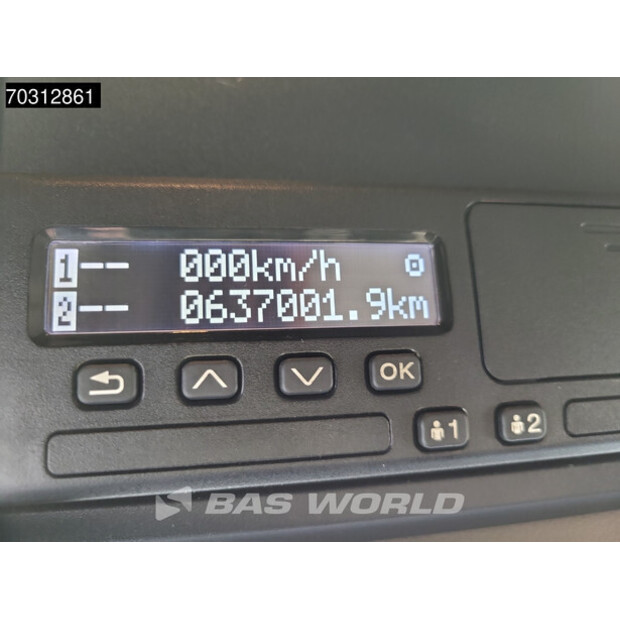 70312861
1-- 000km/h
2-- 0637001.9km
OK
1 2
BAS WORLD